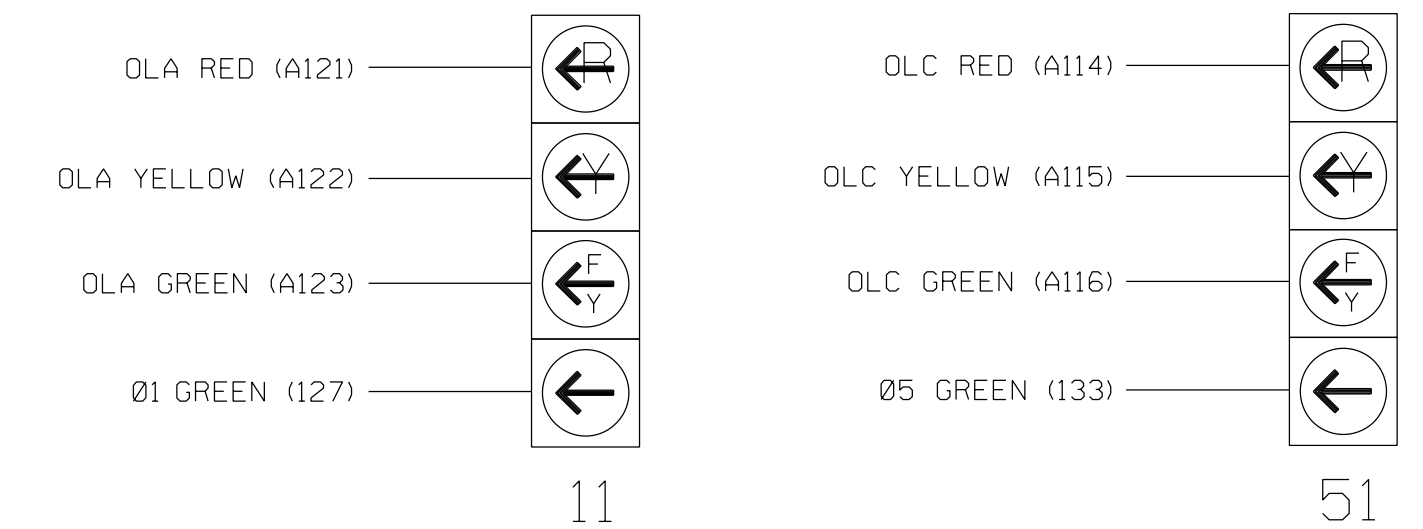 OLA RED (A121)
R
OLA YELLOW (A122)
Y
OLA GREEN (A123)
F
Y
Ø1 GREEN (127)
11
OLC RED (A114)
R
OLC YELLOW (A115)
Y
OLC GREEN (A116)
F
Y
Ø5 GREEN (133)
51